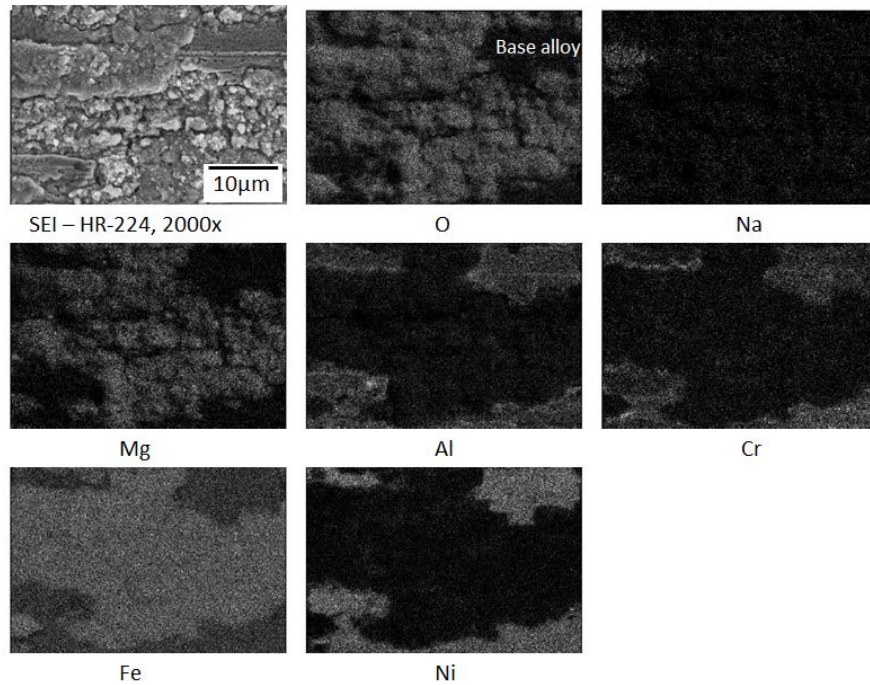 Base alloy
10μm
SEI – HR-224, 2000x
O
Na
Mg
Al
Cr
Fe
Ni